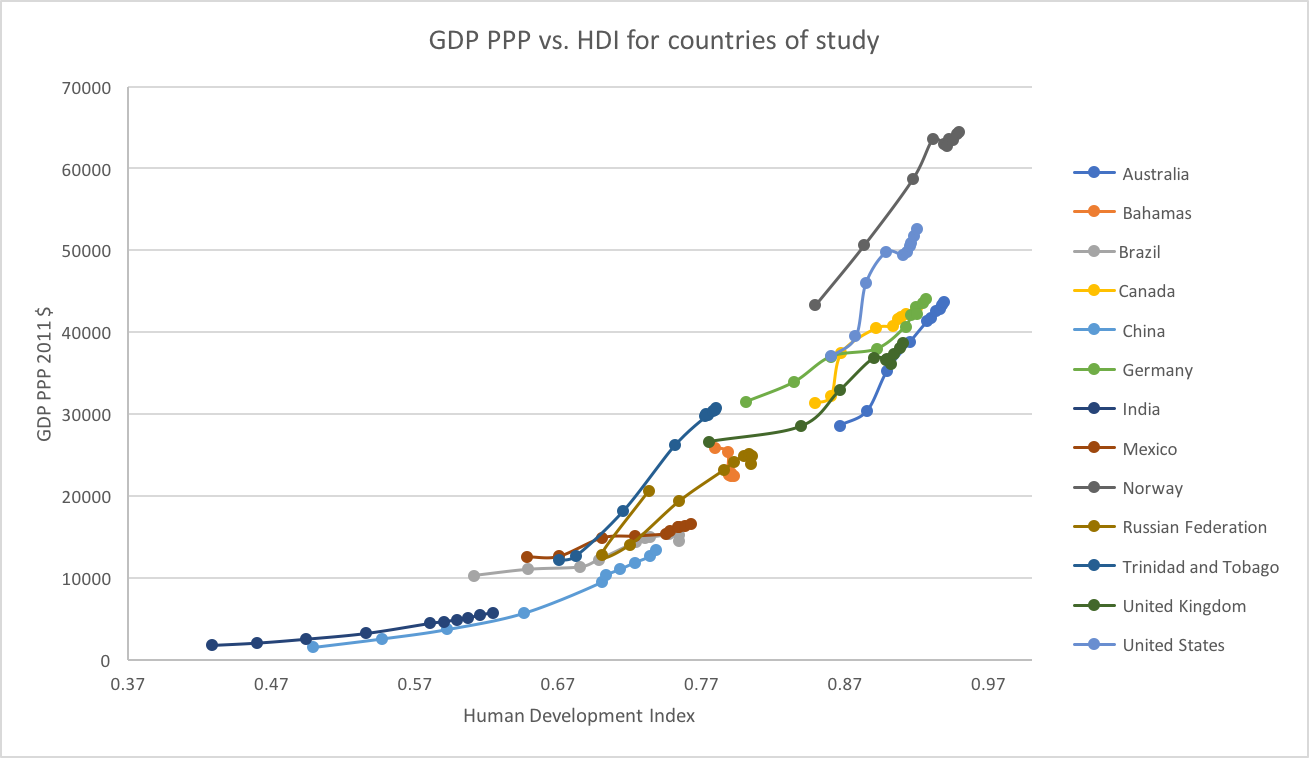 GDP PPP vs. HDI for countries of study
70000
60000
50000
40000
30000
20000
10000
0
GDP PPP 2011 $
0.37 0.47 0.57 0.67 0.77 0.87 0.97
Human Development Index
Australia
Bahamas
Brazil
Canada
China
Germany
India
Mexico
Norway
Russian Federation
Trinidad and Tobago
United Kingdom
United States